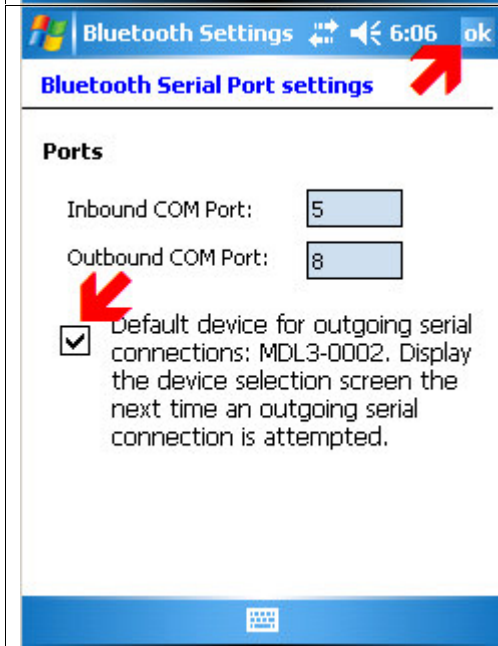 Bluetooth Settings 6:06 ok
Bluetooth Serial Port settings
Ports
Inbound COM Port: 5
Outbound COM Port: 8
Default device for outgoing serial
connections: MDL3-0002. Display
the device selection screen the
next time an outgoing serial
connection is attempted.